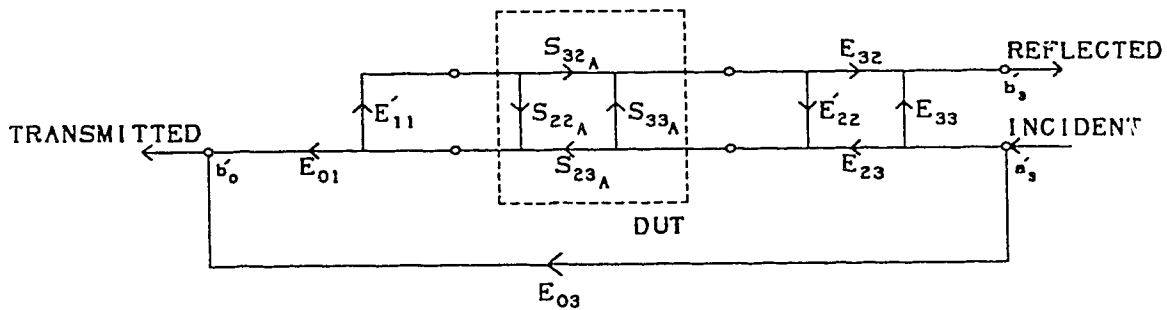 S32A
E32
REFLECTED
b'3
E'11
S22A
S33A
E'22
E33
TRANSMITTED
INCIDENT
b'0
E01
S23A
E23
a'3
DUT
E03